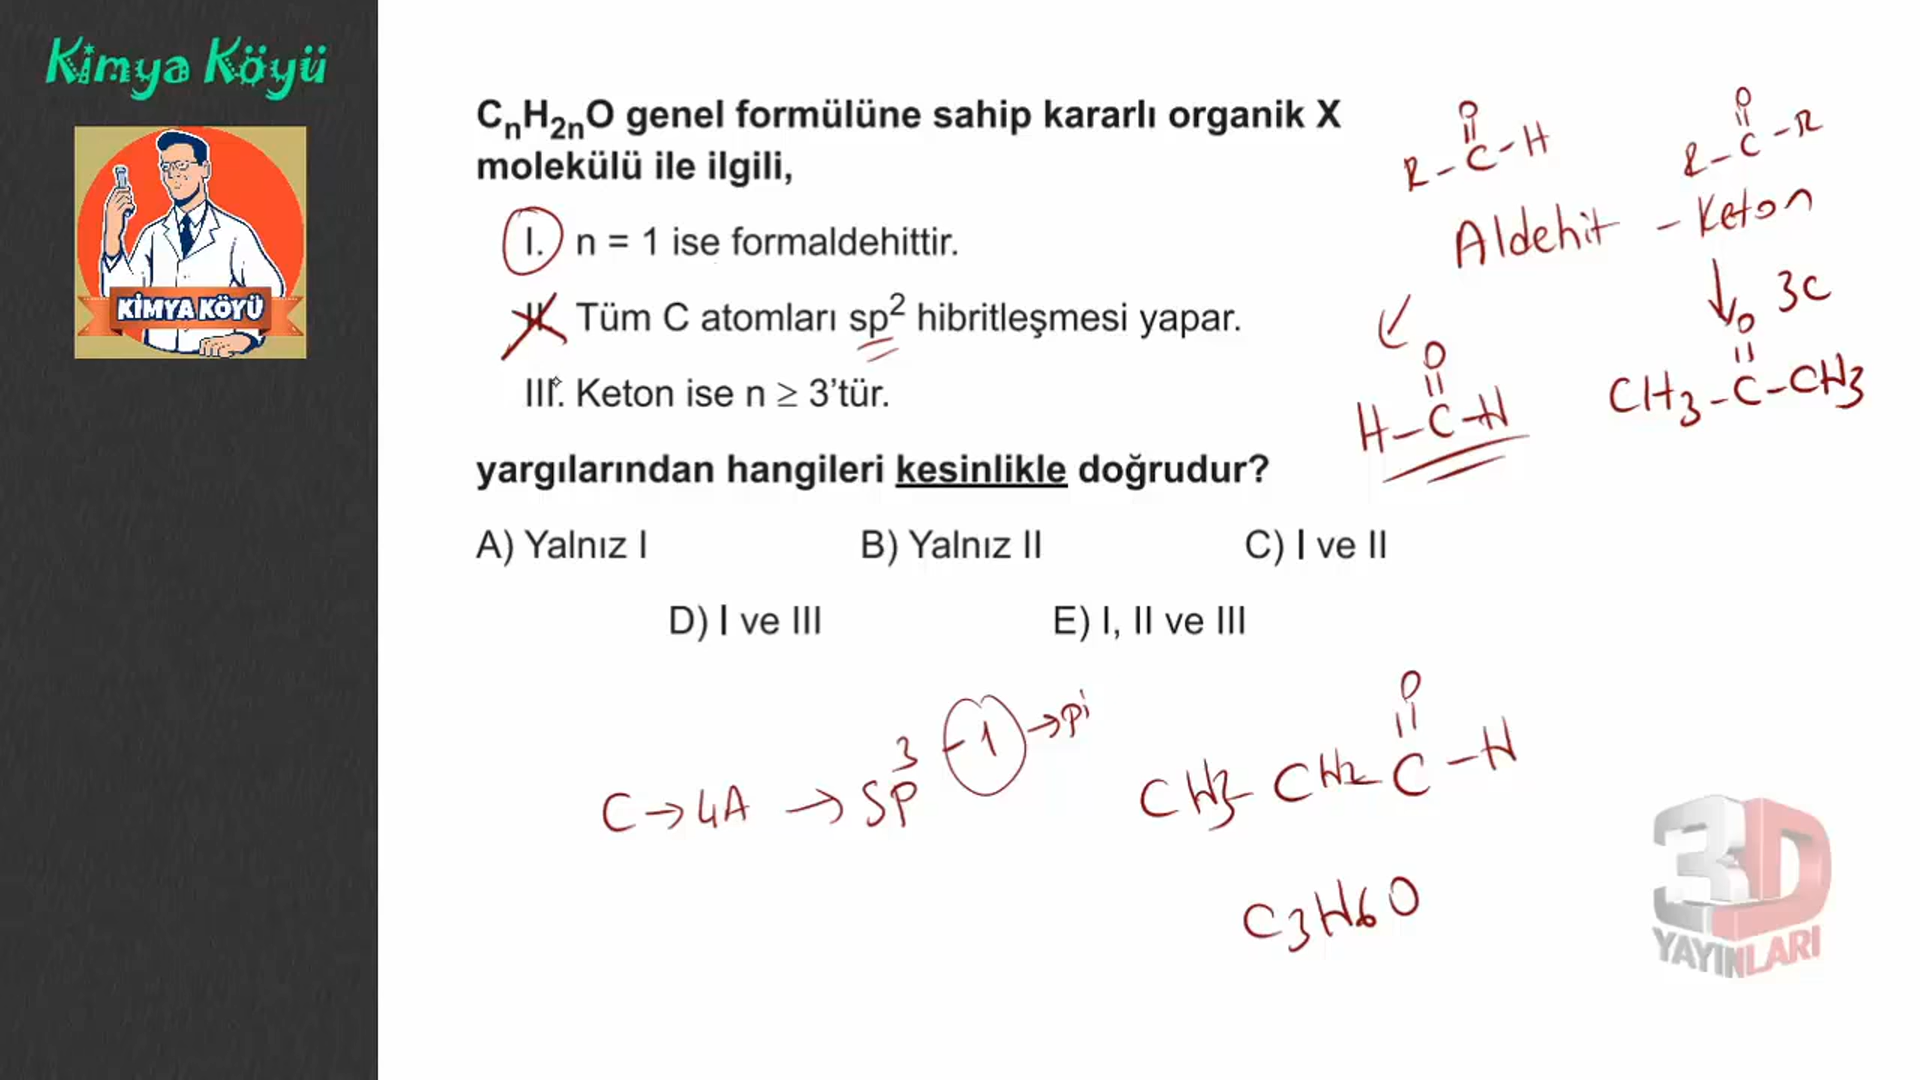 Kimya Köyü
KİMYA KÖYÜ
CnH2nO genel formülüne sahip kararlı organik X
molekülü ile ilgili,
I. n = 1 ise formaldehittir.
II. Tüm C atomları sp² hibritleşmesi yapar.
III. Keton ise n ≥ 3’tür.
yargılarından hangileri kesinlikle doğrudur?
A) Yalnız I B) Yalnız II C) I ve II
D) I ve III E) I, II ve III
O O
R-C-H R-C-R
Aldehit - Keton
3C
O O
H-C-H CH3-C-CH3
C→4A → SP³ -1 →pi
O
CH3-CH2-C-H
C3H6O
3D
YAYINLARI